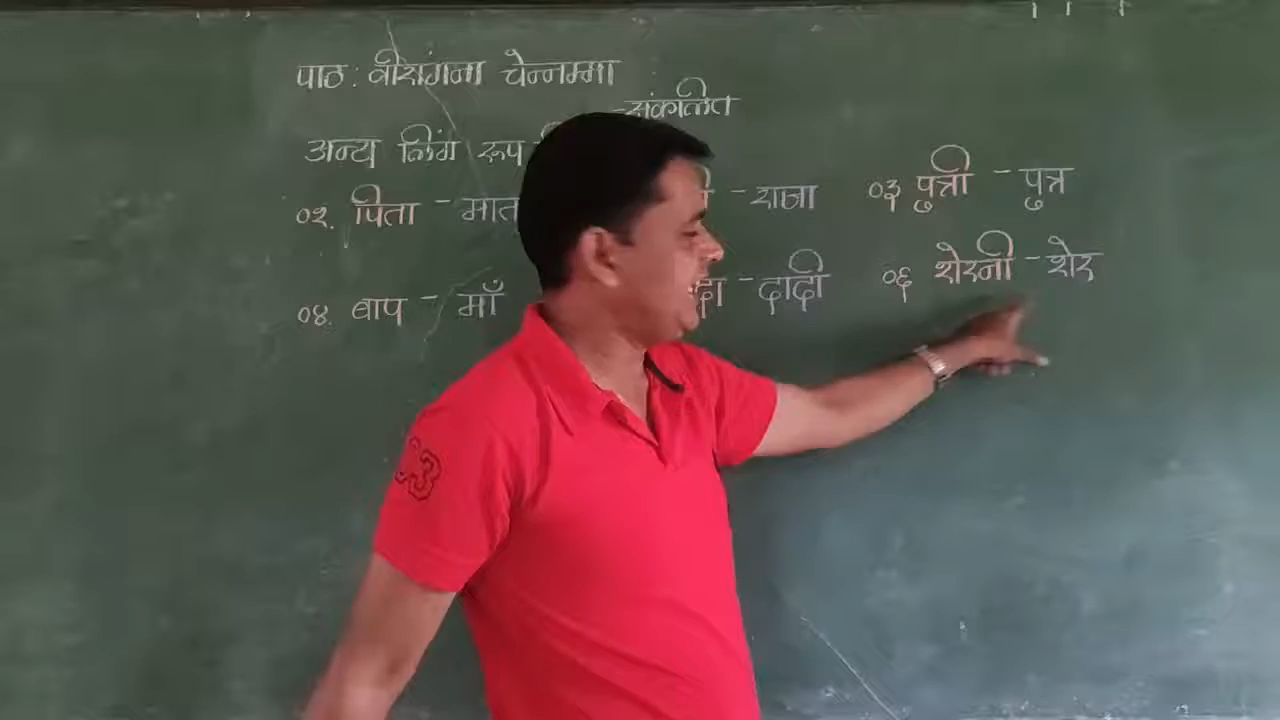 पाठ : वीरांगना चेन्नम्मा
-संकलित
अन्य लिंग रूप
०१. पिता - मात
- राजा
०३ पुत्री - पुत्र
०४. बाप - माँ
दा - दादी
०६ शेरनी - शेर